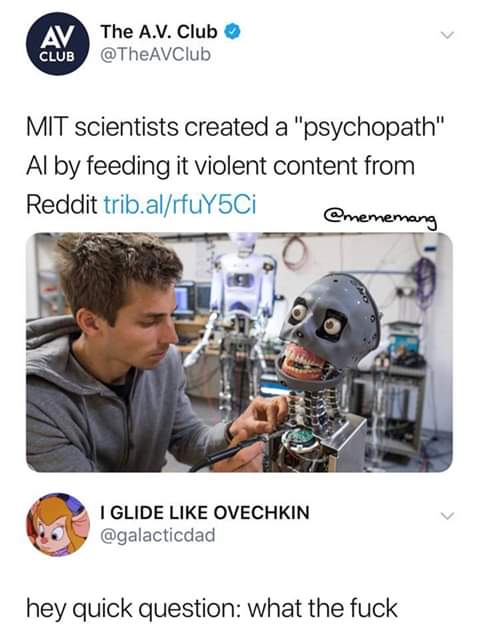 AV
CLUB
The A.V. Club
@TheAVClub
MIT scientists created a "psychopath"
AI by feeding it violent content from
Reddit trib.al/rfuY5Ci
@mememang
I GLIDE LIKE OVECHKIN
@galacticdad
hey quick question: what the fuck